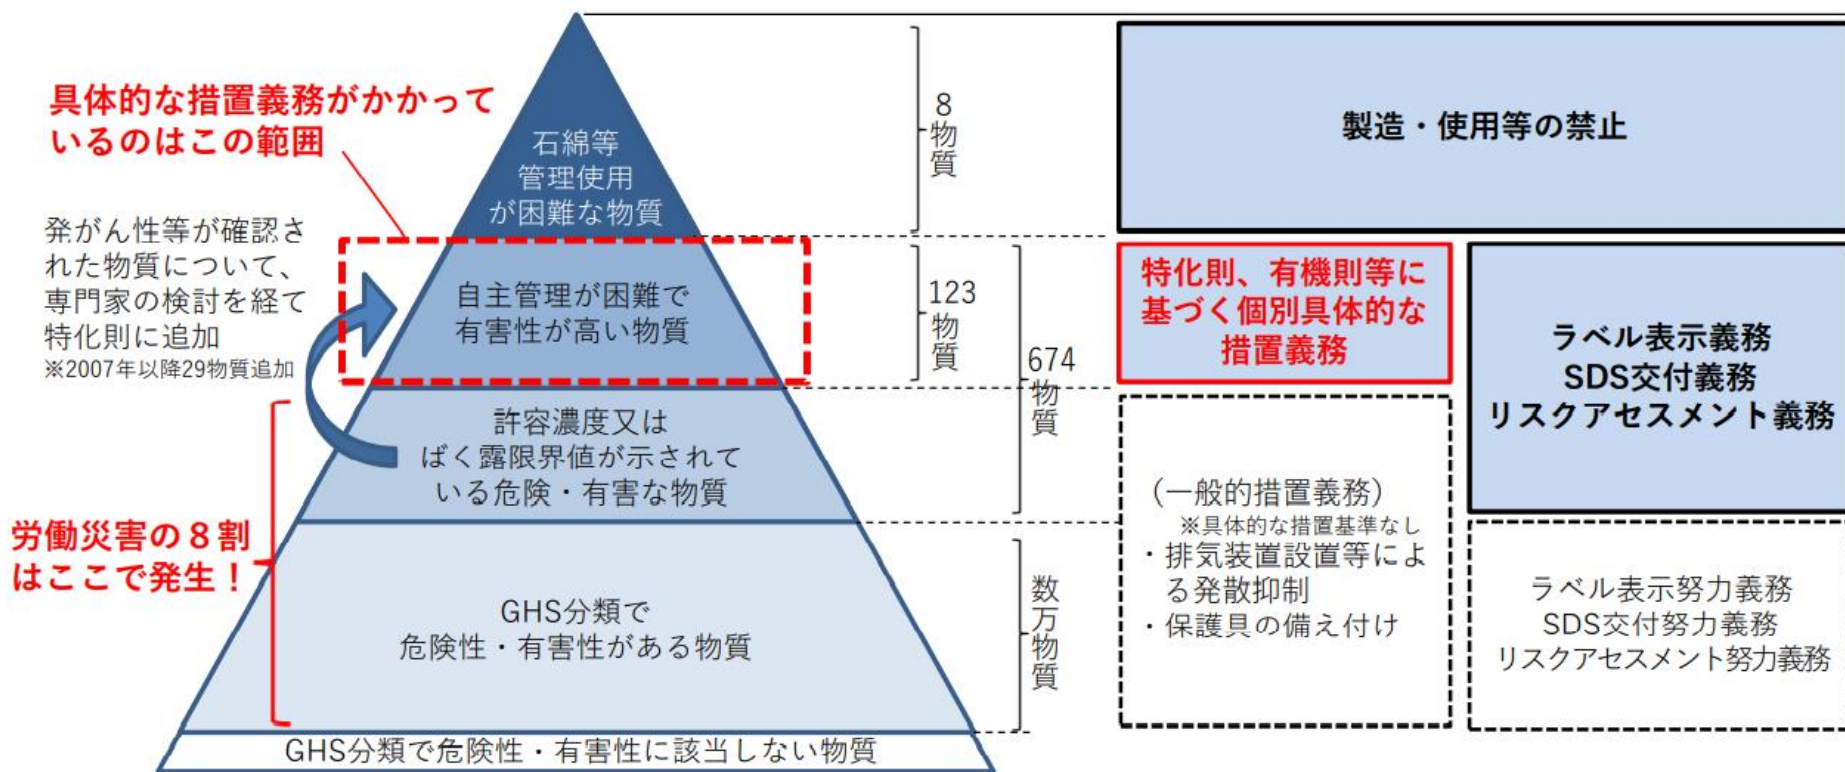 具体的な措置義務がかかって
いるのはこの範囲
発がん性等が確認さ
れた物質について、
専門家の検討を経て
特化則に追加
※2007年以降29物質追加
労働災害の８割
はここで発生！
石綿等
管理使用
が困難な物質
自主管理が困難で
有害性が高い物質
許容濃度又は
ばく露限界値が示されて
いる危険・有害な物質
GHS分類で
危険性・有害性がある物質
GHS分類で危険性・有害性に該当しない物質
8物質
123物質
674物質
数万物質
製造・使用等の禁止
特化則、有機則等に
基づく個別具体的な
措置義務
ラベル表示義務
SDS交付義務
リスクアセスメント義務
（一般的措置義務）
※具体的な措置基準なし
・排気装置設置等によ
る発散抑制
・保護具の備え付け
ラベル表示努力義務
SDS交付努力義務
リスクアセスメント努力義務